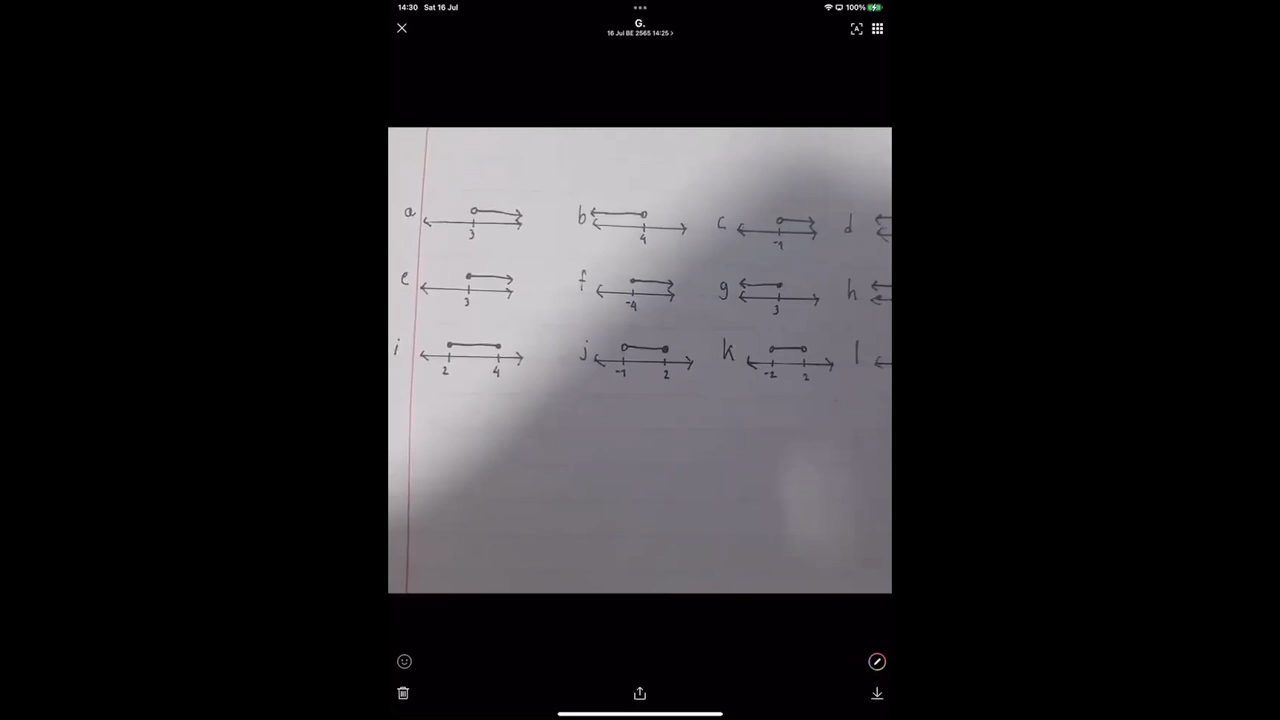 14:30 Sat 16 Jul
100%
G.
16 Jul BE 2565 14:25 >
a b c d
3 4 -1
e f g h
3 -4 3
i j k l
2 4 -1 2 -2 2